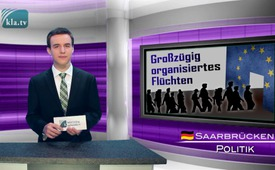 kla.tv
Großzügig
organisiertes
Flüchten
SAARBRÜCKEN
POLITIK